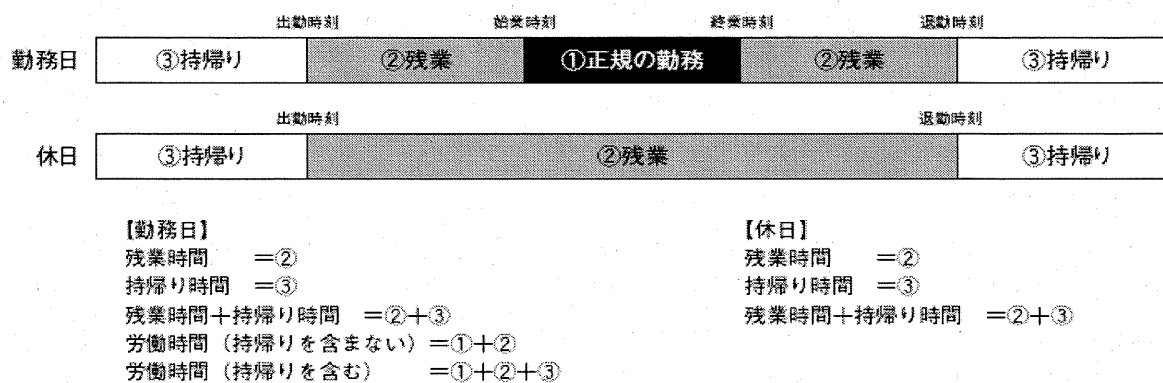 出勤時刻 始業時刻 終業時刻 退勤時刻
勤務日 ③持帰り ②残業 ①正規の勤務 ②残業 ③持帰り
出勤時刻 退勤時刻
休日 ③持帰り ②残業 ③持帰り
【勤務日】
残業時間 =②
持帰り時間 =③
残業時間+持帰り時間 =②+③
労働時間(持帰りを含まない)=①+②
労働時間(持帰りを含む) =①+②+③
【休日】
残業時間 =②
持帰り時間 =③
残業時間+持帰り時間 =②+③